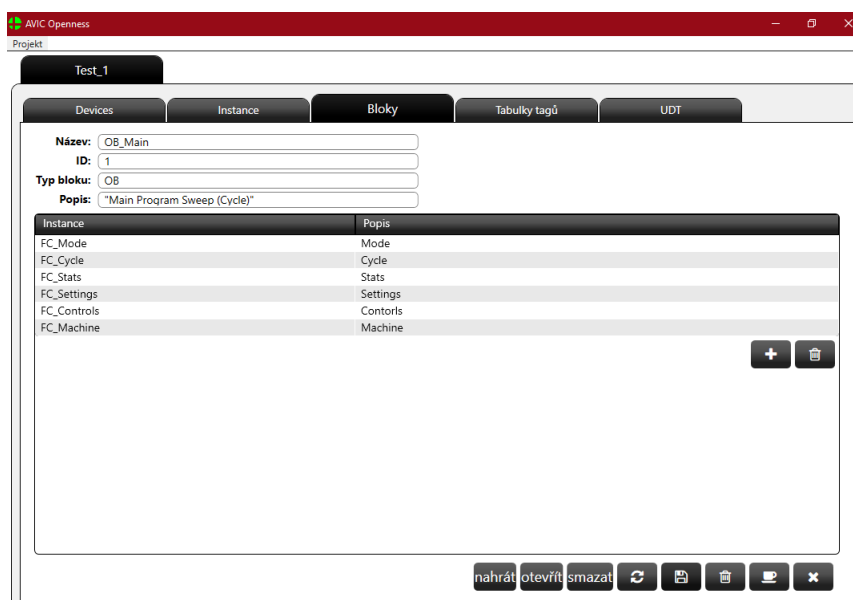 AVIC Openness
Projekt
Test_1
Devices Instance Bloky Tabulky tagů UDT
Název: OB_Main
ID: 1
Typ bloku: OB
Popis: "Main Program Sweep (Cycle)"
Instance Popis
FC_Mode Mode
FC_Cycle Cycle
FC_Stats Stats
FC_Settings Settings
FC_Controls Contorls
FC_Machine Machine
nahrát otevřít smazat